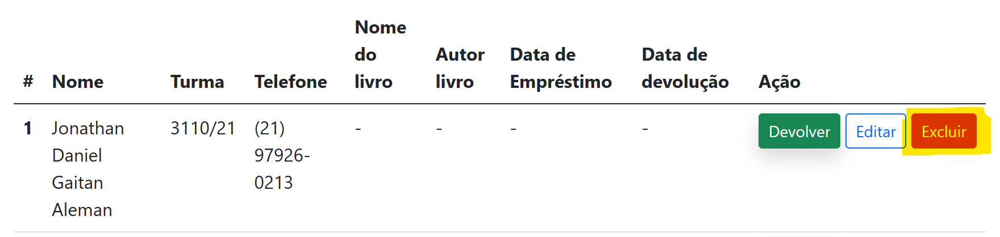 # Nome Turma Telefone Nome do livro Autor livro Data de Empréstimo Data de devolução Ação
1 Jonathan Daniel Gaitan Aleman 3110/21 (21) 97926-0213 - - - - Devolver Editar Excluir